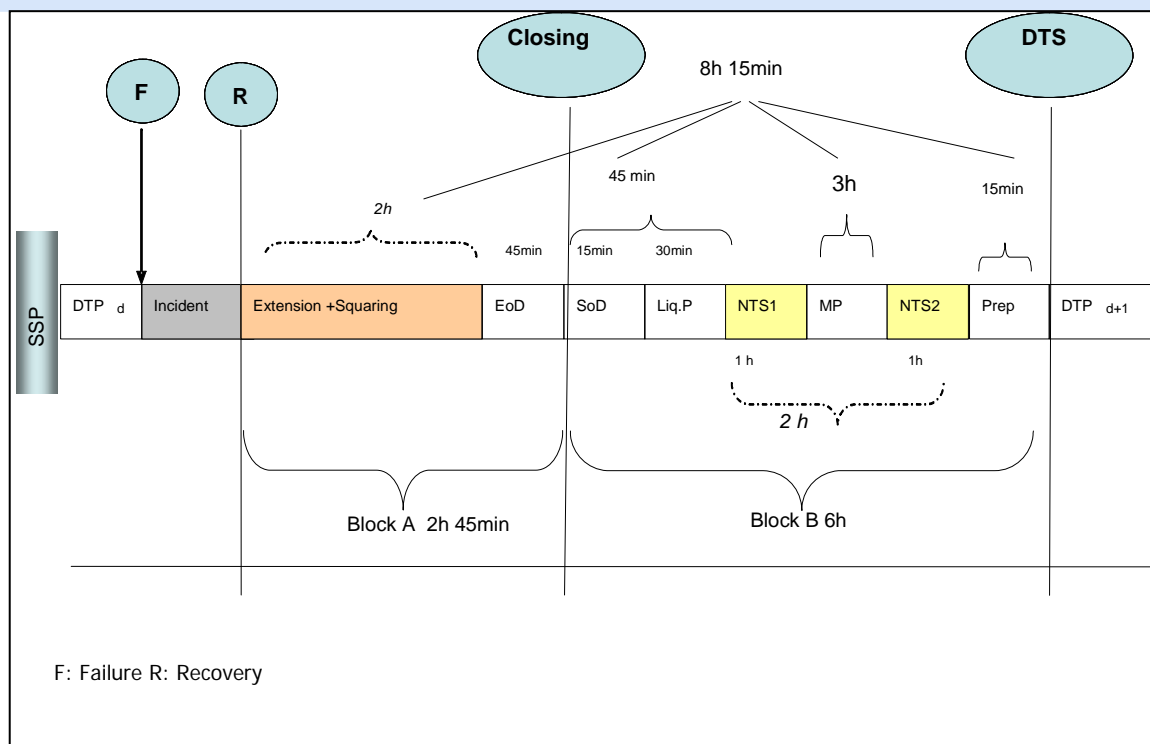 Closing
DTS
8h 15min
F
R
45 min
3h
15min
2h
45min
15min
30min
SSP
DTP d
Incident
Extension +Squaring
EoD
SoD
Liq.P
NTS1
MP
NTS2
Prep
DTP d+1
1 h
1h
2 h
Block A 2h 45min
Block B 6h
F: Failure R: Recovery